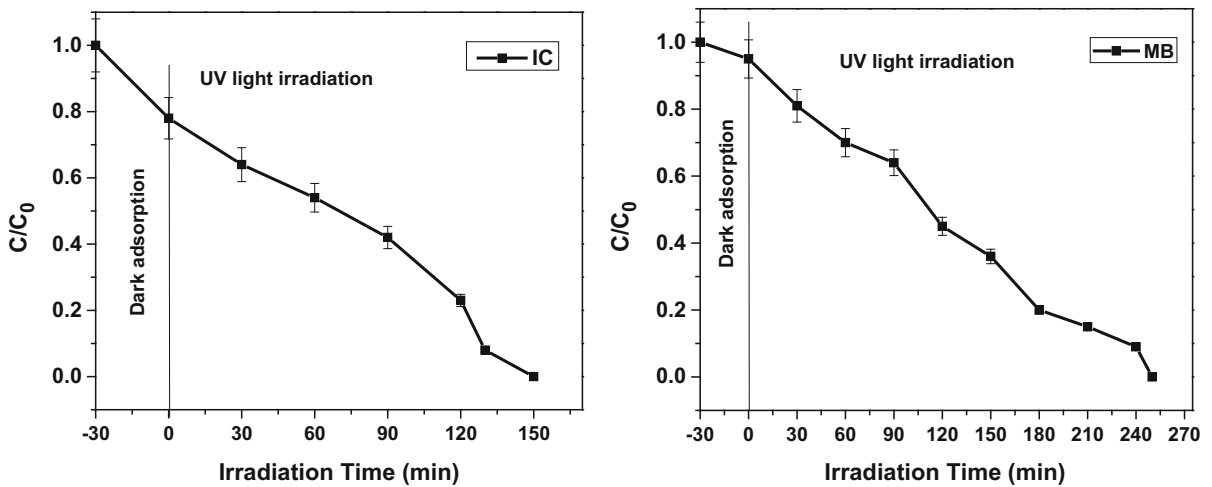 1.0
0.8
0.6
0.4
0.2
0.0
C/C0
-30 0 30 60 90 120 150
Irradiation Time (min)
Dark adsorption
UV light irradiation
IC
1.0
0.8
0.6
0.4
0.2
0.0
C/C0
-30 0 30 60 90 120 150 180 210 240 270
Irradiation Time (min)
Dark adsorption
UV light irradiation
MB